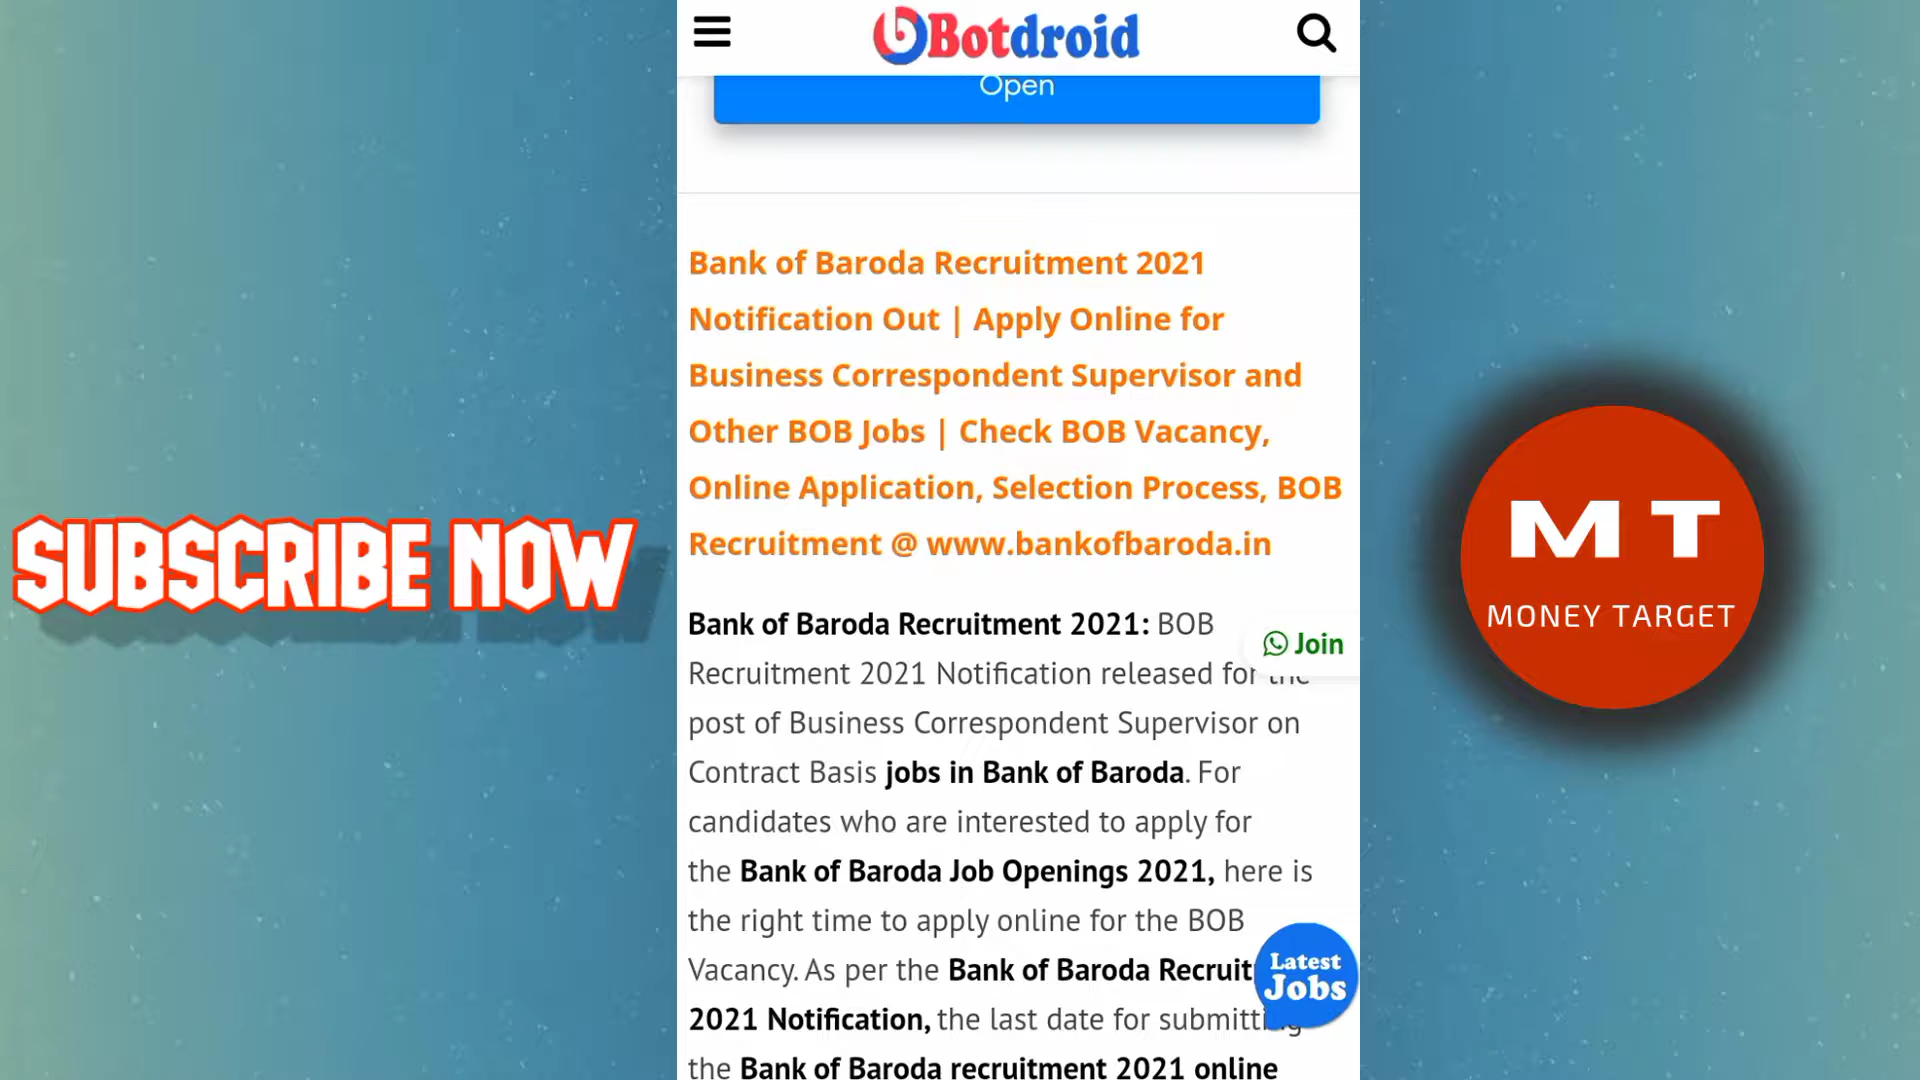 Botdroid
Open
Bank of Baroda Recruitment 2021
Notification Out | Apply Online for
Business Correspondent Supervisor and
Other BOB Jobs | Check BOB Vacancy,
Online Application, Selection Process, BOB
Recruitment @ www.bankofbaroda.in
Bank of Baroda Recruitment 2021: BOB
Join
Recruitment 2021 Notification released for the
post of Business Correspondent Supervisor on
Contract Basis jobs in Bank of Baroda. For
candidates who are interested to apply for
the Bank of Baroda Job Openings 2021, here is
the right time to apply online for the BOB
Vacancy. As per the Bank of Baroda Recruit
2021 Notification, the last date for submitting
the Bank of Baroda recruitment 2021 online
Latest
Jobs
SUBSCRIBE NOW
M T
MONEY TARGET